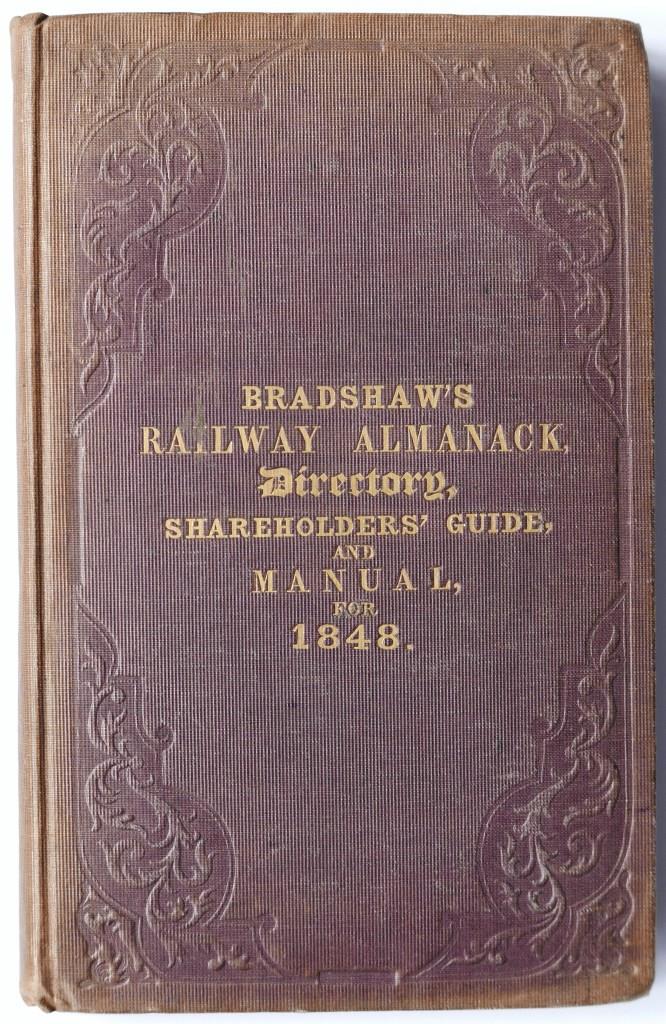 BRADSHAW'S
RAILWAY ALMANACK,
Directory,
SHAREHOLDERS' GUIDE,
AND
MANUAL,
FOR
1848.